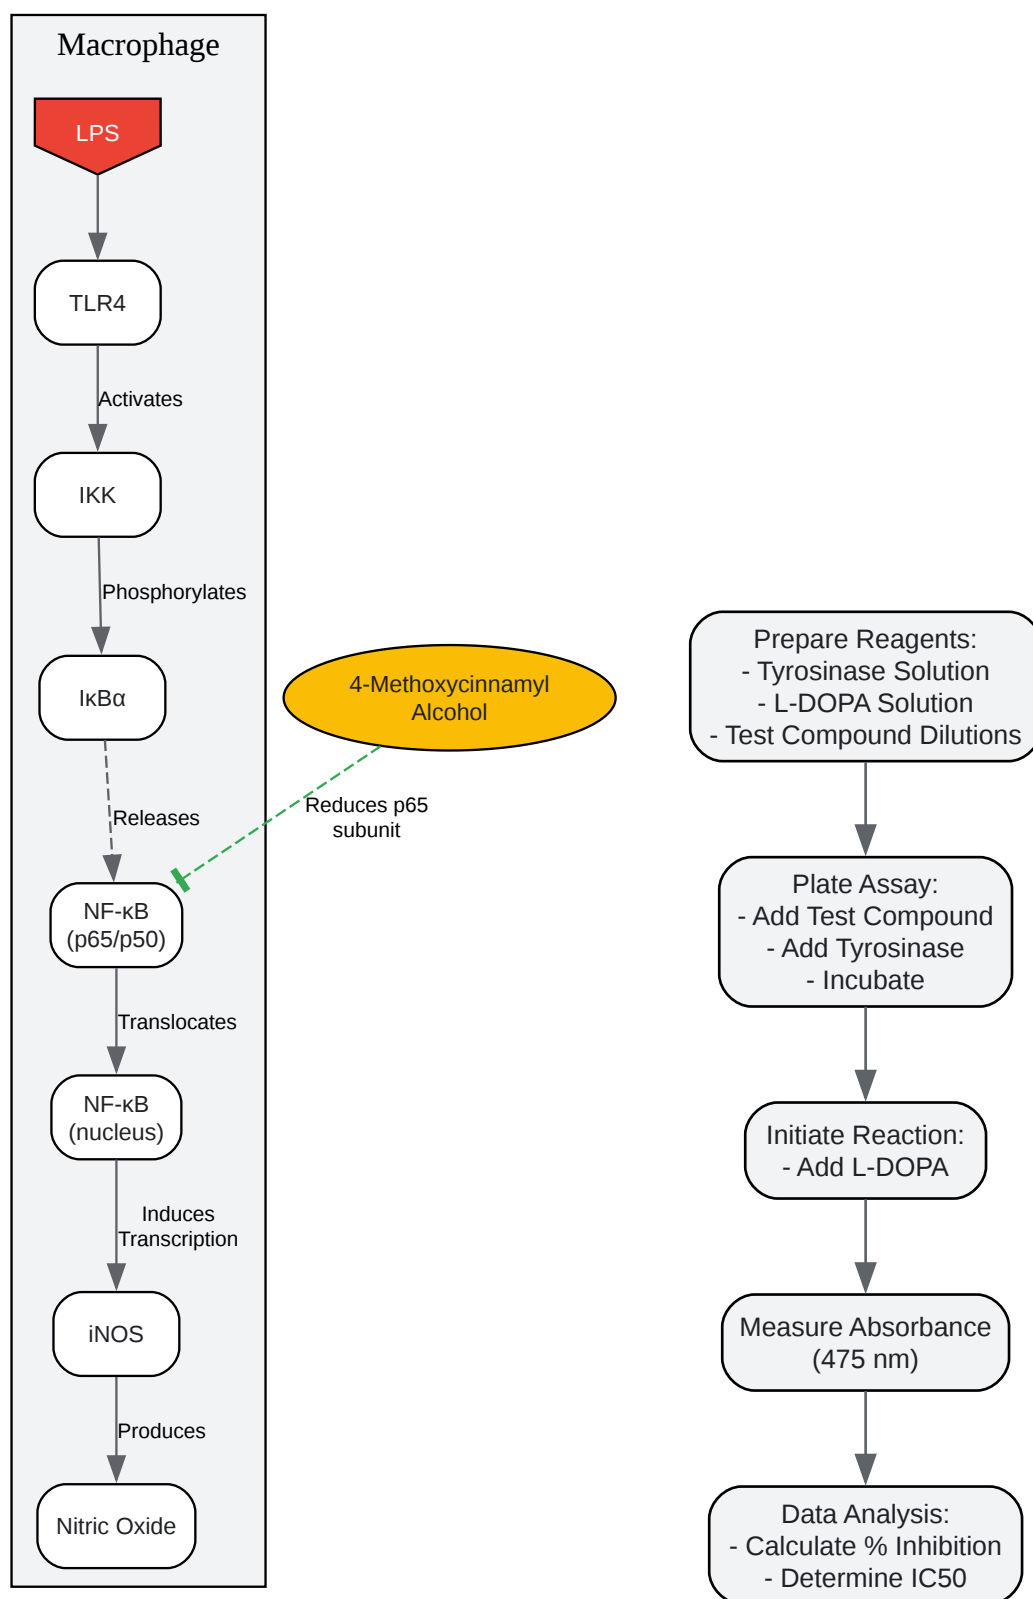 Macrophage
LPS
TLR4
Activates
IKK
Phosphorylates
IκBα
Releases
NF-κB
(p65/p50)
Translocates
NF-κB
(nucleus)
Induces
Transcription
iNOS
Produces
Nitric Oxide
4-Methoxycinnamyl
Alcohol
Reduces p65
subunit
Prepare Reagents:
- Tyrosinase Solution
- L-DOPA Solution
- Test Compound Dilutions
Plate Assay:
- Add Test Compound
- Add Tyrosinase
- Incubate
Initiate Reaction:
- Add L-DOPA
Measure Absorbance
(475 nm)
Data Analysis:
- Calculate % Inhibition
- Determine IC50